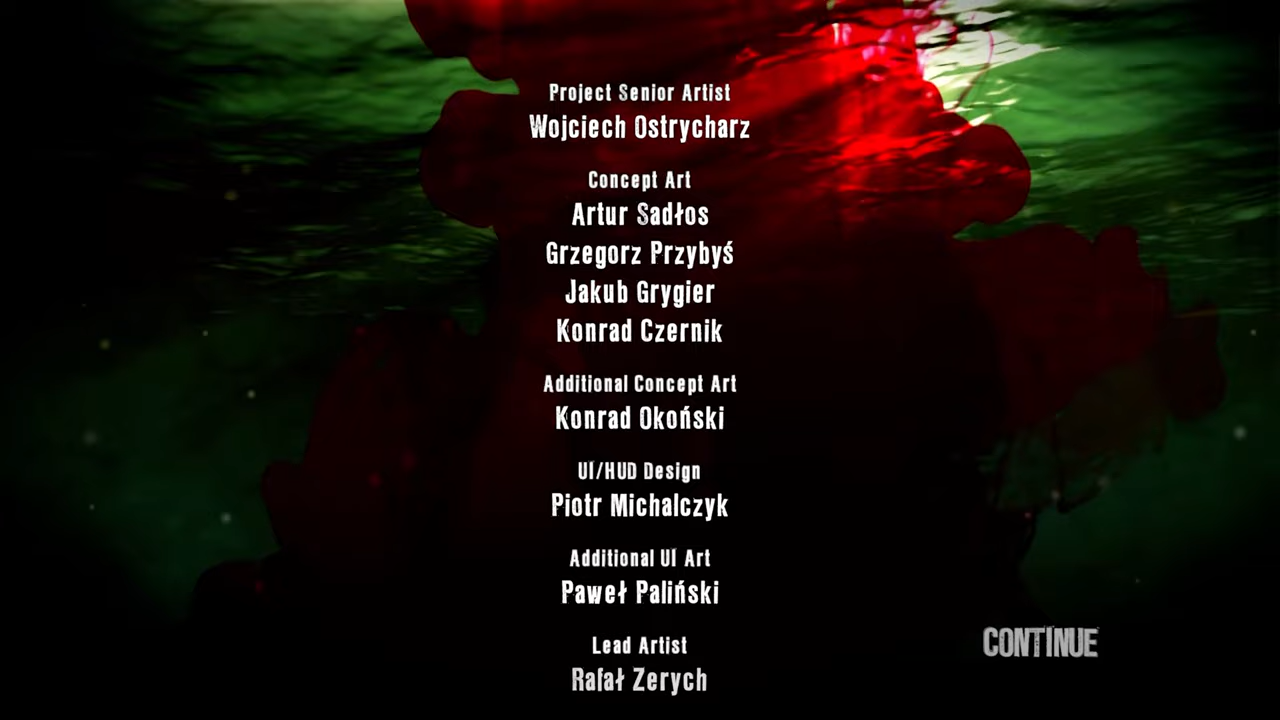 Project Senior Artist
Wojciech Ostrycharz
Concept Art
Artur Sadłos
Grzegorz Przybyś
Jakub Grygier
Konrad Czernik
Additional Concept Art
Konrad Okoński
UI/HUD Design
Piotr Michalczyk
Additional UI Art
Paweł Paliński
Lead Artist
Rafał Zerych
CONTINUE